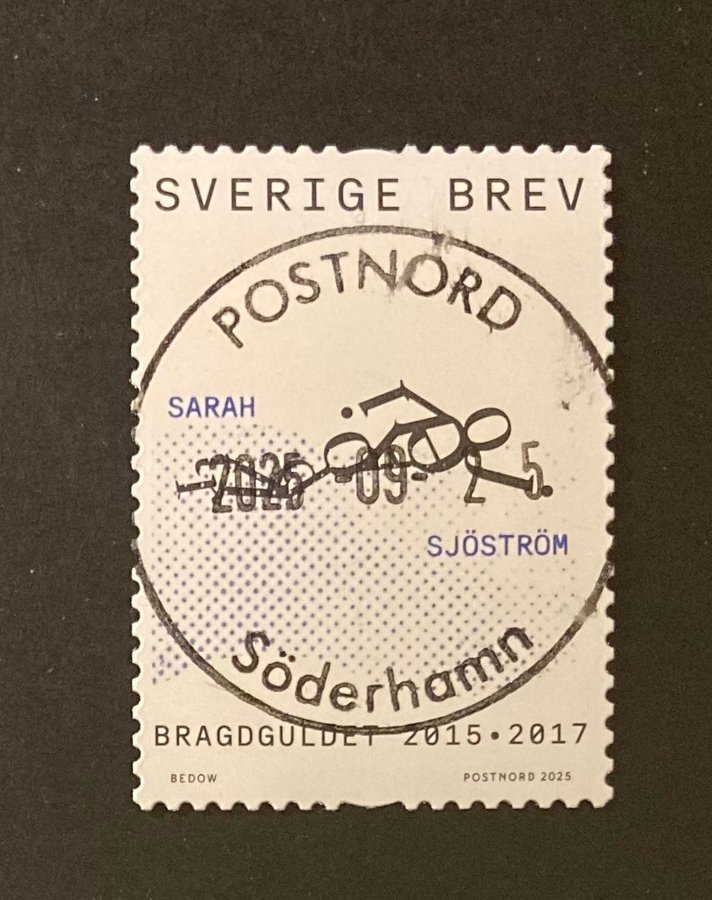 SVERIGE BREV
POSTNORD
SARAH
2025-09-25
SJÖSTRÖM
Söderhamn
BRAGDGULDET 2015•2017
BEDOW POSTNORD 2025